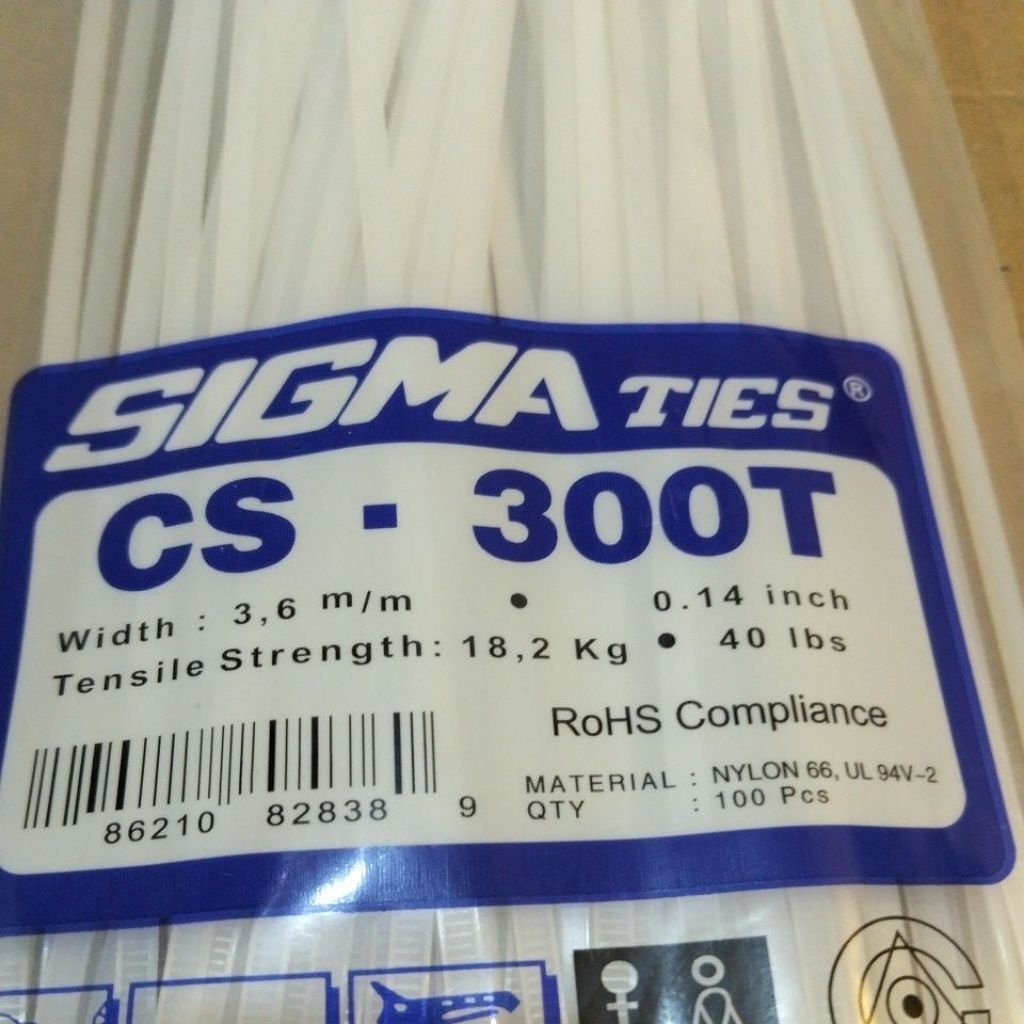 SIGMA TIES®
CS - 300T
Width : 3,6 m/m • 0.14 inch
Tensile Strength: 18,2 Kg • 40 lbs
RoHS Compliance
MATERIAL : NYLON 66, UL 94V-2
QTY : 100 Pcs
86210 82838 9